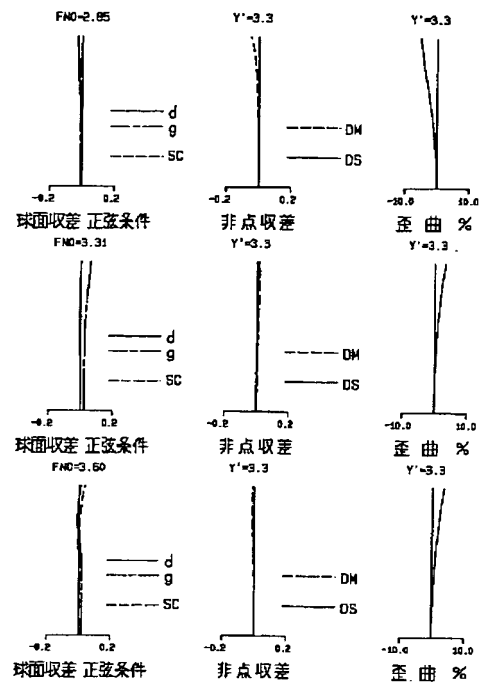 FNO=2.85 Y'=3.3 Y'=3.3
d
g
SC
DM
DS
-0.2 0.2 0.2 -10.0 10.0
球面収差 正弦条件 非点収差 歪曲 %
FNO=3.31 Y'=3.3 Y'=3.3
d
g
SC
DM
DS
-0.2 0.2 -0.2 0.2 -10.0 10.0
球面収差 正弦条件 非点収差 歪曲 %
FNO=3.60 Y'=3.3 Y'=3.3
d
g
SC
DM
DS
-0.2 0.2 -0.2 0.2 -10.0 10.0
球面収差 正弦条件 非点収差 歪曲 %